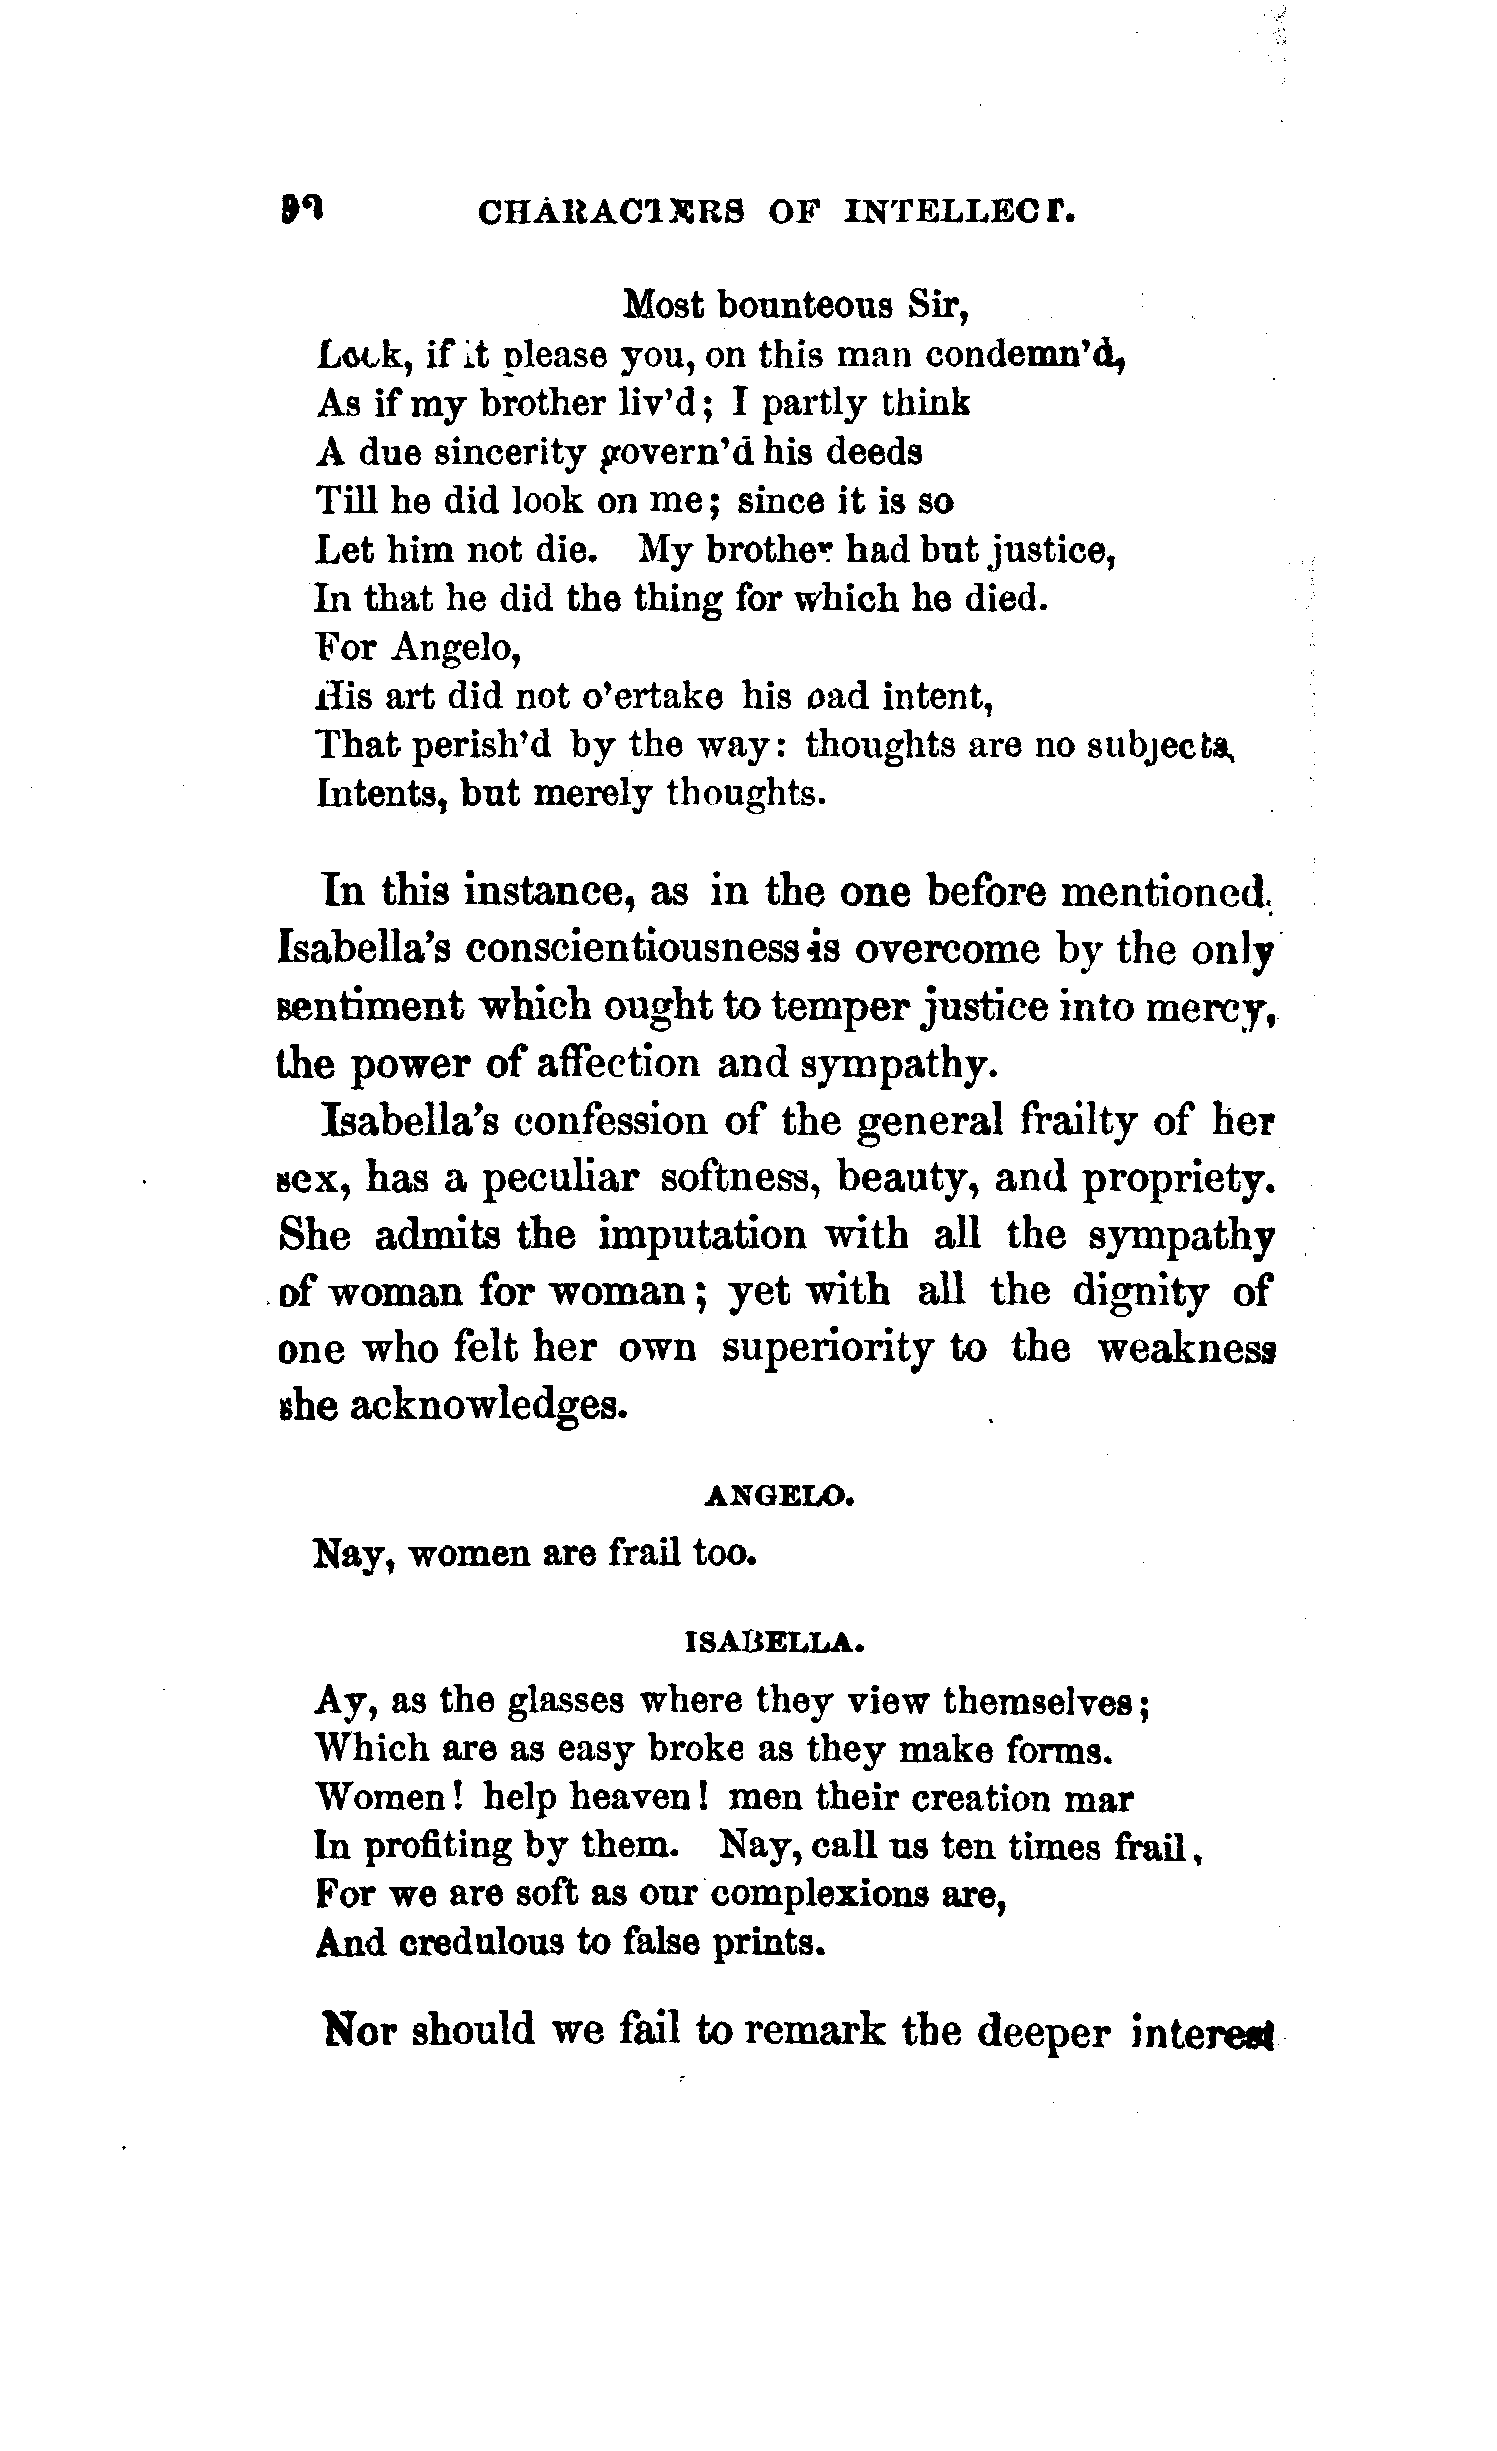 CHARACTERS OF INTELLECT.
Most bounteous Sir,
Look, if it please you, on this man condemn'd,
As if my brother liv'd; I partly think
A due sincerity govern'd his deeds
Till he did look on me; since it is so
Let him not die. My brother had but justice,
In that he did the thing for which he died.
For Angelo,
His art did not o'ertake his bad intent,
That perish'd by the way: thoughts are no subjects,
Intents, but merely thoughts.
In this instance, as in the one before mentioned,
Isabella's conscientiousness is overcome by the only
sentiment which ought to temper justice into mercy,
the power of affection and sympathy.
Isabella's confession of the general frailty of her
sex, has a peculiar softness, beauty, and propriety.
She admits the imputation with all the sympathy
of woman for woman; yet with all the dignity of
one who felt her own superiority to the weakness
she acknowledges.
ANGELO.
Nay, women are frail too.
ISABELLA.
Ay, as the glasses where they view themselves;
Which are as easy broke as they make forms.
Women! help heaven! men their creation mar
In profiting by them. Nay, call us ten times frail,
For we are soft as our complexions are,
And credulous to false prints.
Nor should we fail to remark the deeper interest